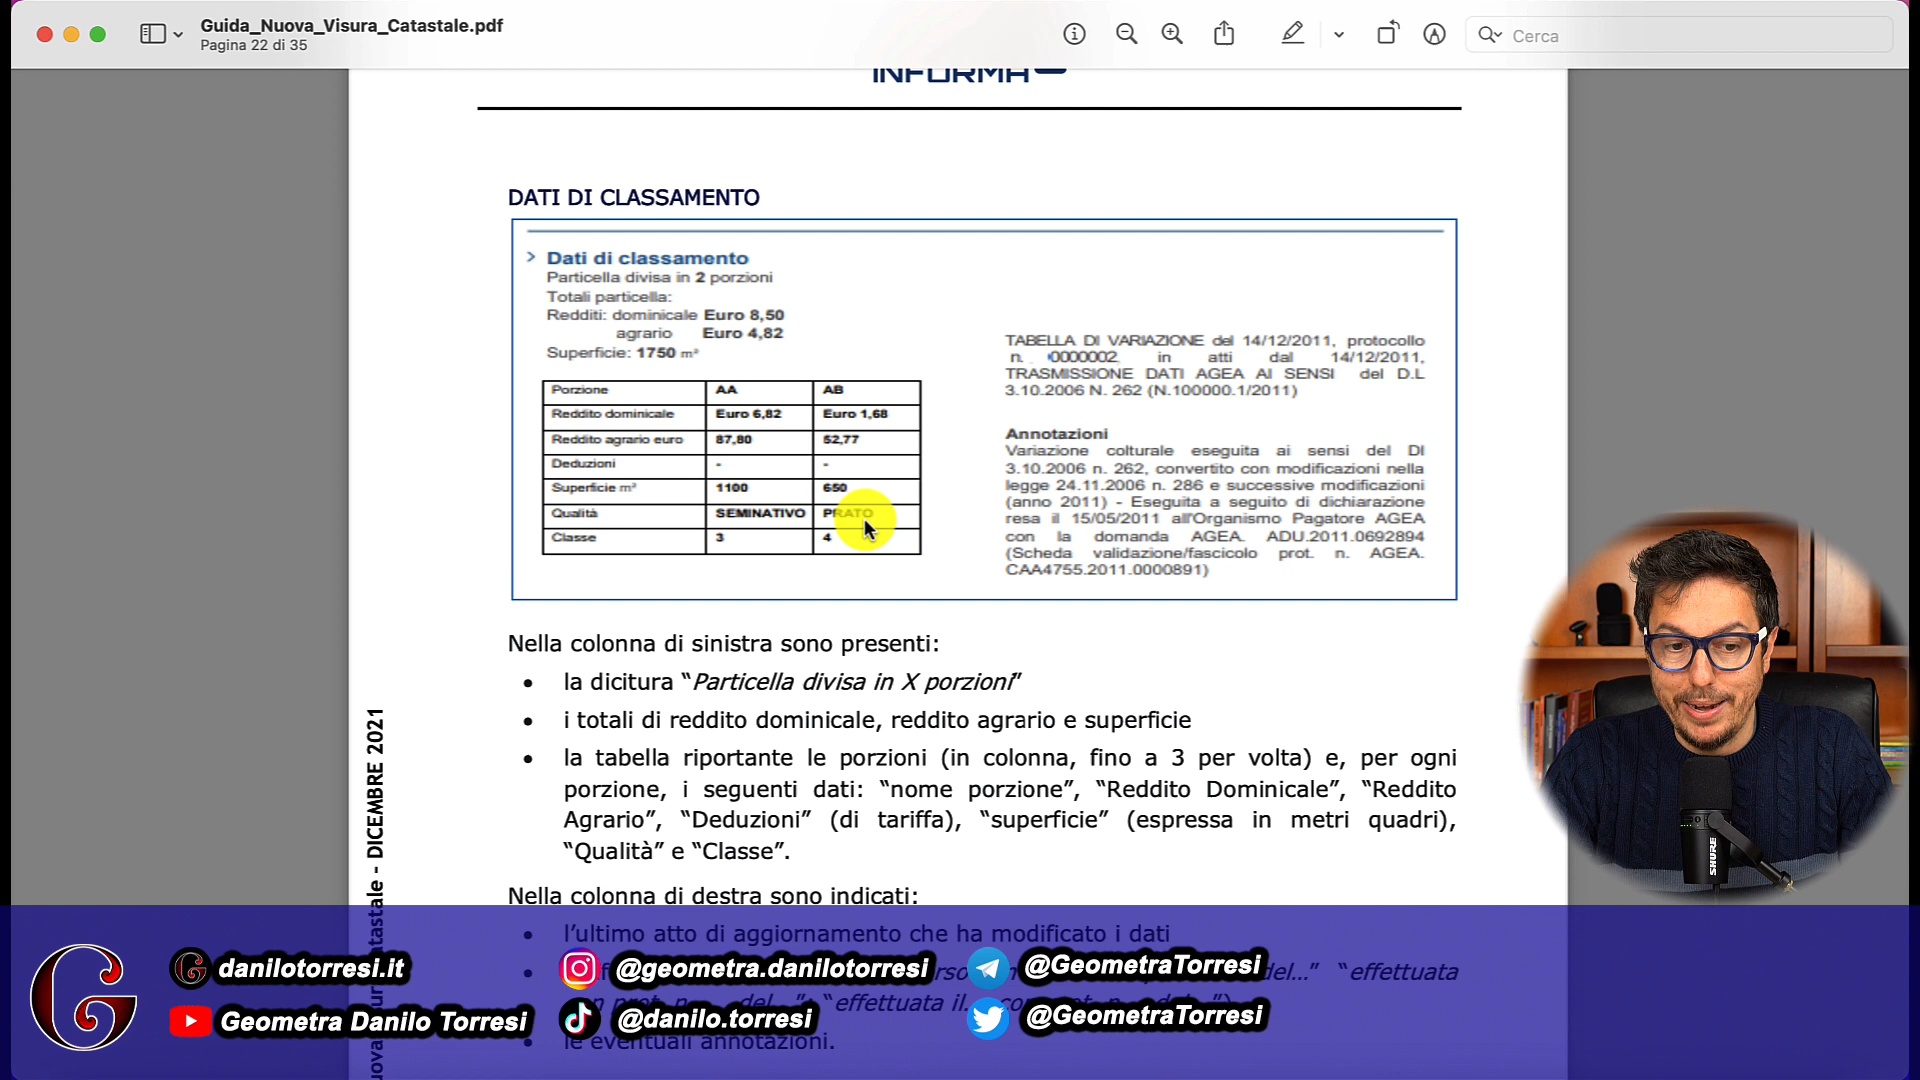 Guida_Nuova_Visura_Catastale.pdf
Pagina 22 di 35
Cerca
INFORMA
DATI DI CLASSAMENTO
Dati di classamento
Particella divisa in 2 porzioni
Totali particella:
Redditi: dominicale Euro 8,50
agrario Euro 4,82
Superficie: 1750 m²
Porzione AA AB
Reddito dominicale Euro 6,82 Euro 1,68
Reddito agrario euro 87,80 52,77
Deduzioni - -
Superficie m² 1100 650
Qualità SEMINATIVO PRATO
Classe 3 4
TABELLA DI VARIAZIONE del 14/12/2011, protocollo
n. 0000002 in atti dal 14/12/2011,
TRASMISSIONE DATI AGEA AI SENSI del D.L
3.10.2006 N. 262 (N.100000.1/2011)
Annotazioni
Variazione colturale eseguita ai sensi del Dl
3.10.2006 n. 262, convertito con modificazioni nella
legge 24.11.2006 n. 286 e successive modificazioni
(anno 2011) - Eseguita a seguito di dichiarazione
resa il 15/05/2011 all'Organismo Pagatore AGEA
con la domanda AGEA. ADU.2011.0692894
(Scheda validazione/fascicolo prot. n. AGEA.
CAA4755.2011.0000891)
Nella colonna di sinistra sono presenti:
• la dicitura “Particella divisa in X porzioni”
• i totali di reddito dominicale, reddito agrario e superficie
• la tabella riportante le porzioni (in colonna, fino a 3 per volta) e, per ogni
porzione, i seguenti dati: “nome porzione”, “Reddito Dominicale”, “Reddito
Agrario”, “Deduzioni” (di tariffa), “superficie” (espressa in metri quadri),
“Qualità” e “Classe”.
Nella colonna di destra sono indicati:
• l’ultimo atto di aggiornamento che ha modificato i dati
del…” “effettuata
del…”; “effettuata il…
• le eventuali annotazioni.
Catastale - DICEMBRE 2021
SHURE
G
danilotorresi.it
Geometra Danilo Torresi
@geometra.danilotorresi
@danilo.torresi
@GeometraTorresi
@GeometraTorresi